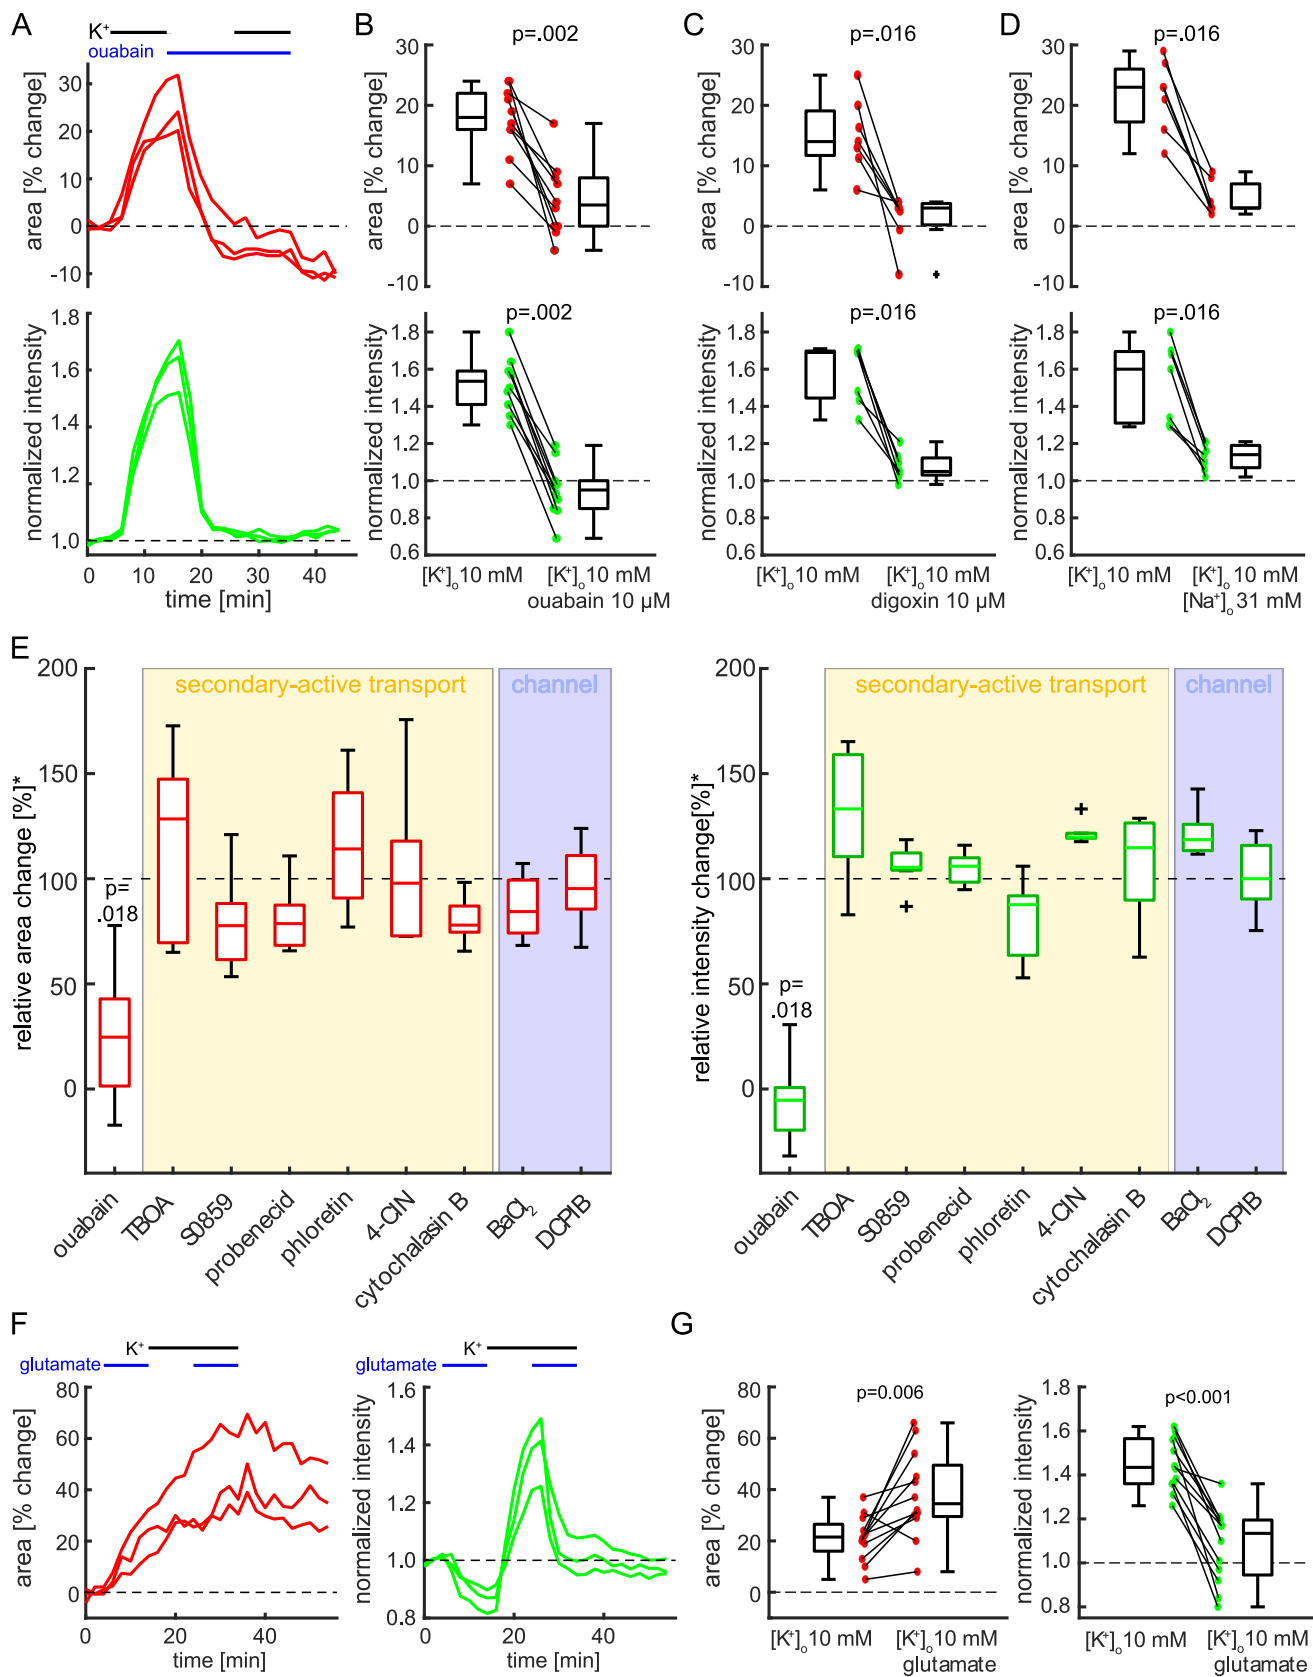 A
K⁺
ouabain
area [% change]
30
20
10
0
-10
normalized intensity
1.8
1.6
1.4
1.2
1.0
0
20
40
time [min]
B
p=.002
area [% change]
30
20
10
0
-10
p=.002
normalized intensity
1.8
1.6
1.4
1.2
1.0
0.8
0.6
[K⁺]ₒ10 mM
[K⁺]ₒ 10 mM
ouabain 10 µM
C
p=.016
area [% change]
30
20
10
0
-10
p=.016
normalized intensity
1.8
1.6
1.4
1.2
1.0
0.8
0.6
[K⁺]ₒ10 mM
[K⁺]ₒ 10 mM
digoxin 10 µM
D
p=.016
area [% change]
30
20
10
0
-10
p=.016
normalized intensity
1.8
1.6
1.4
1.2
1.0
0.8
0.6
[K⁺]ₒ10 mM
[K⁺]ₒ 10 mM
[Na⁺]ₒ 31 mM
E
relative area change [%]*
200
150
100
50
0
secondary-active transport
channel
p=
.018
ouabain
TBOA
S0859
probenecid
phloretin
4-CIN
cytochalasin B
BaCl₂
DCPIB
relative intensity change[%]*
200
150
100
50
0
secondary-active transport
channel
p=
.018
ouabain
TBOA
S0859
probenecid
phloretin
4-CIN
cytochalasin B
BaCl₂
DCPIB
F
K⁺
glutamate
area [% change]
80
60
40
20
0
0
20
40
time [min]
K⁺
glutamate
normalized intensity
1.6
1.4
1.2
1.0
0.8
0
20
40
time [min]
G
p=0.006
area [% change]
80
60
40
20
0
[K⁺]ₒ10 mM
[K⁺]ₒ10 mM
glutamate
p<0.001
normalized intensity
1.8
1.6
1.4
1.2
1.0
0.8
[K⁺]ₒ10 mM
[K⁺]ₒ10 mM
glutamate